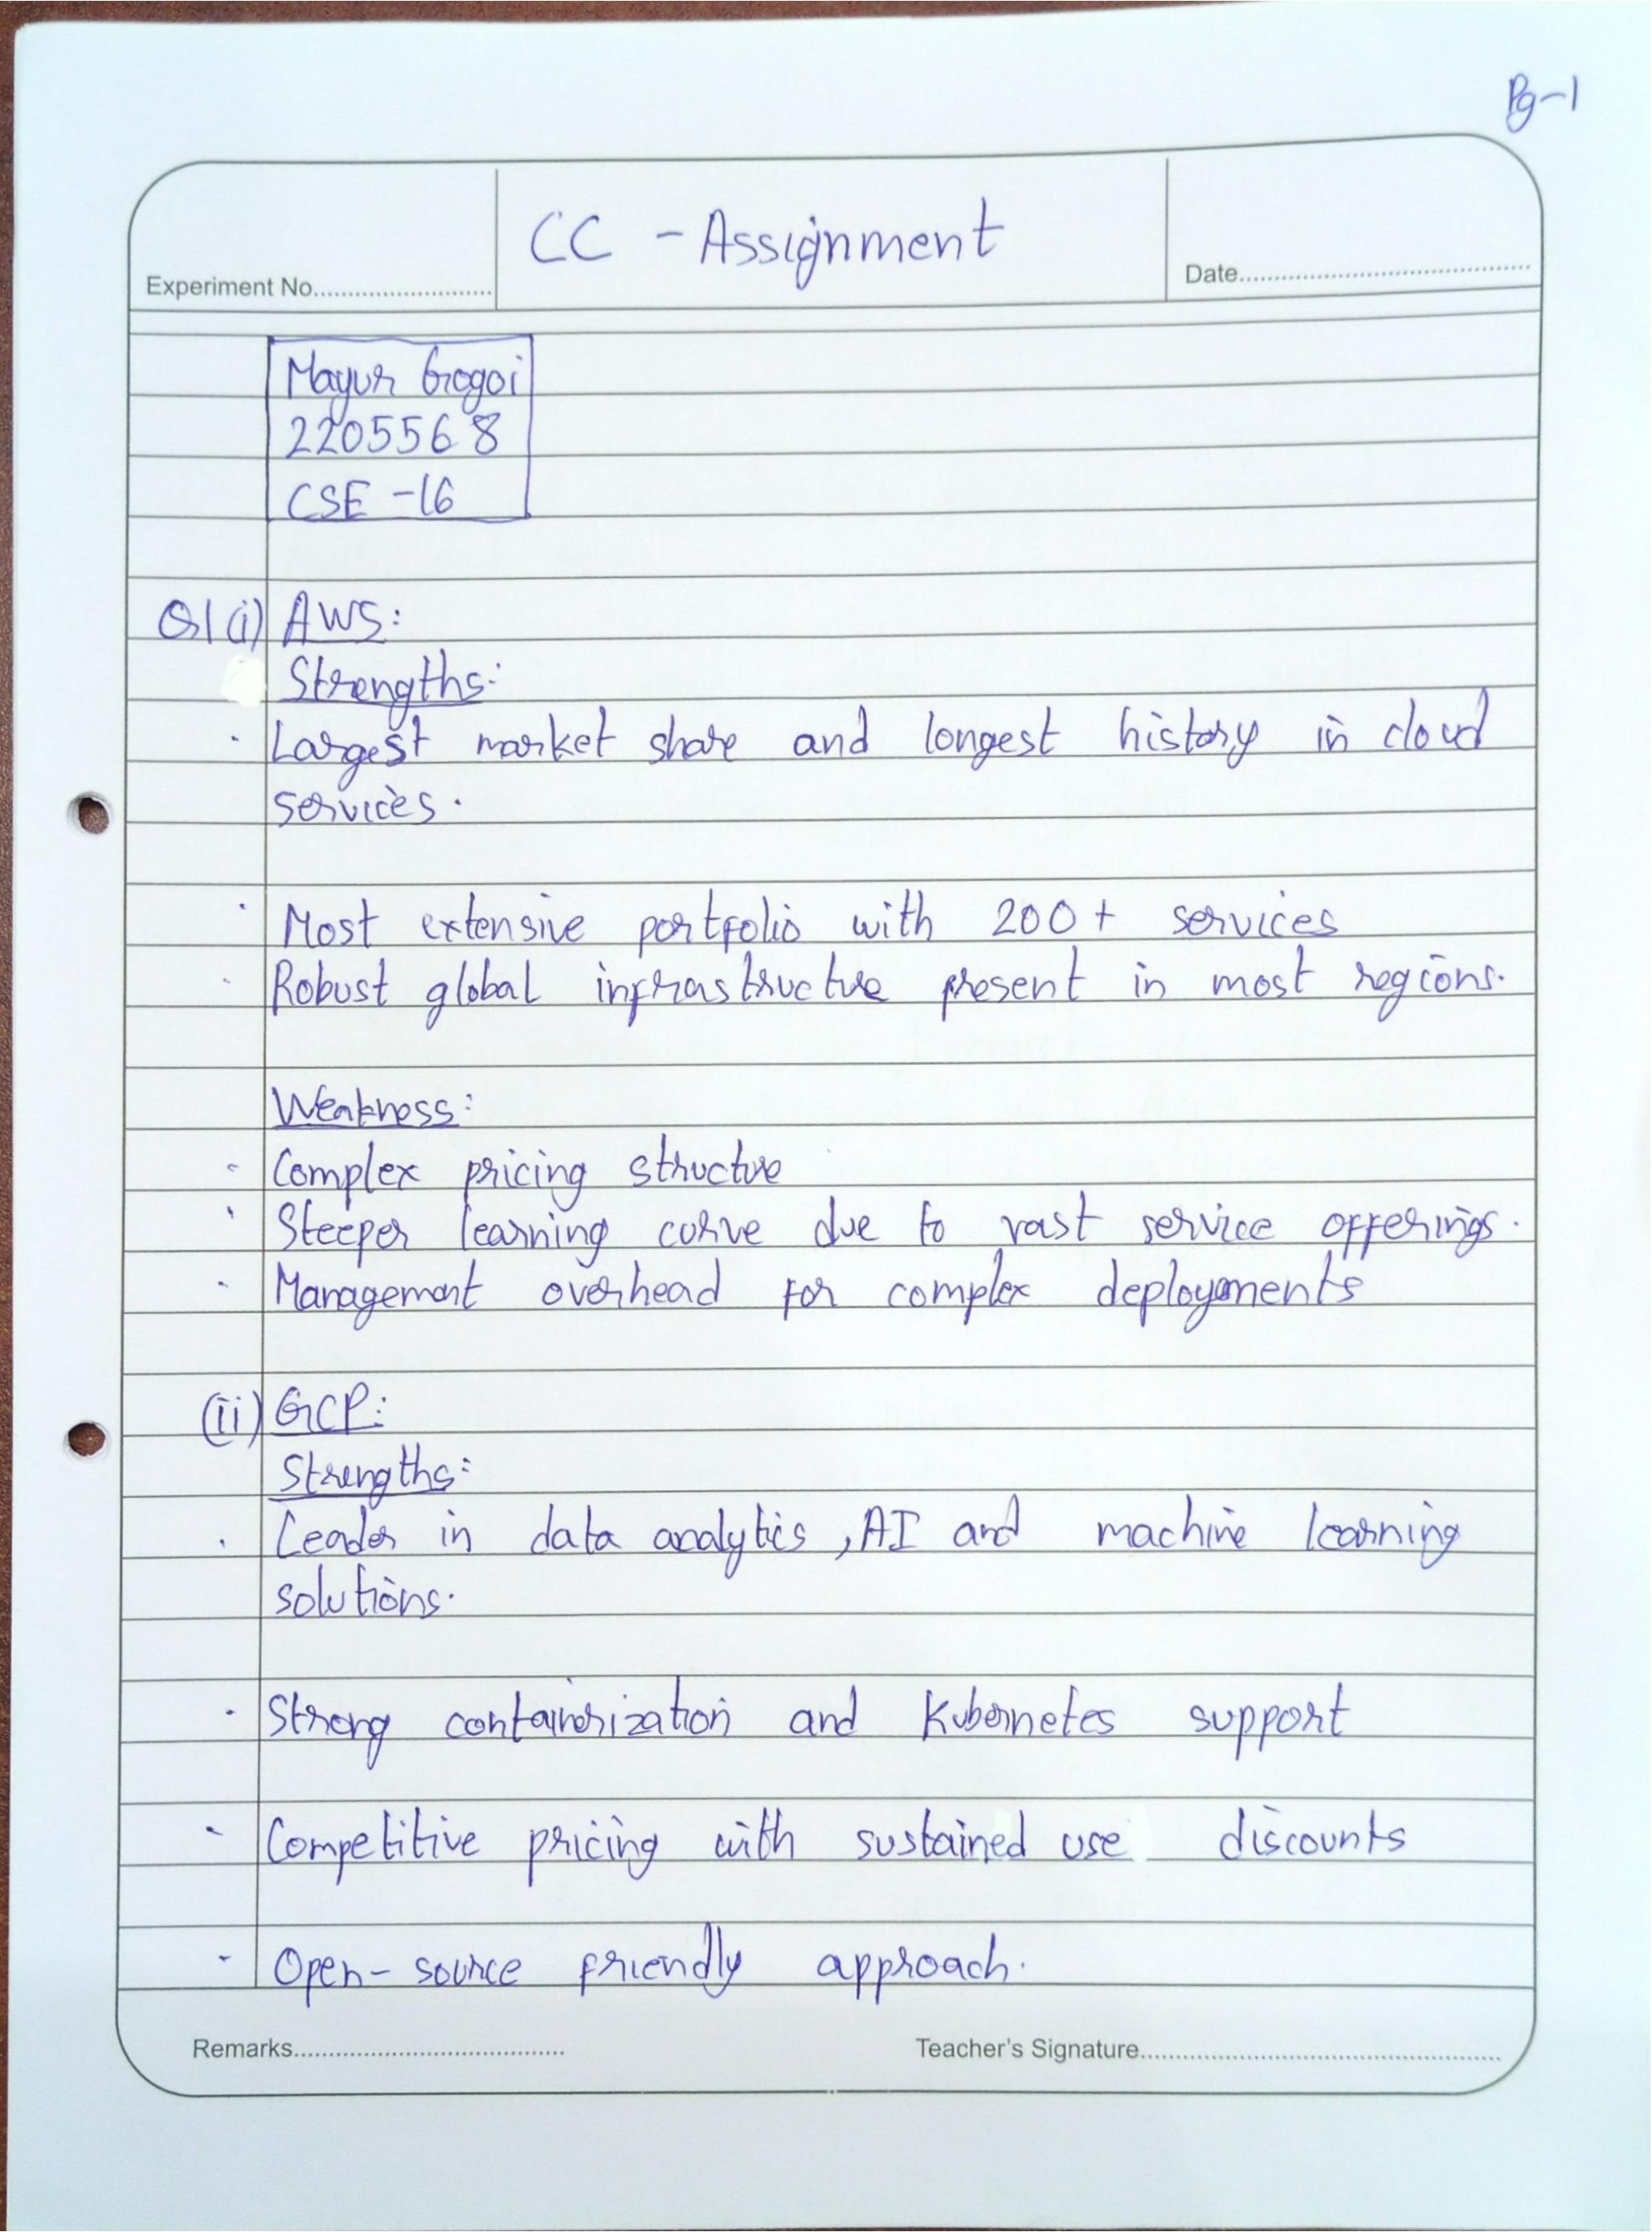 Pg-1
CC - Assignment
Experiment No.
Date
Mayur Gogoi
2205568
CSE -16
Q1 (i) AWS:
Strengths:
· Largest market share and longest history in cloud
services.
· Most extensive portfolio with 200+ services
· Robust global infrastructure present in most regions.
Weakness:
· Complex pricing structure
· Steeper learning curve due to vast service offerings.
· Management overhead for complex deployments
(ii) GCP:
Strengths:
· Leader in data analytics, AI and machine learning
solutions.
· Strong containerization and Kubernetes support
· Competitive pricing with sustained use discounts
· Open-source friendly approach.
Remarks
Teacher's Signature